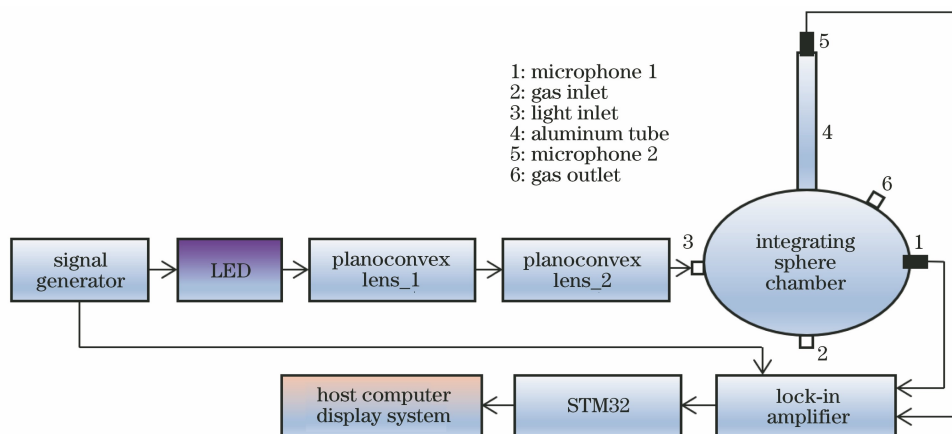 5
1: microphone 1
2: gas inlet
3: light inlet
4: aluminum tube
5: microphone 2
6: gas outlet
4
6
signal
generator
LED
planoconvex
lens_1
planoconvex
lens_2
3
integrating
sphere
chamber
1
2
host computer
display system
STM32
lock-in
amplifier